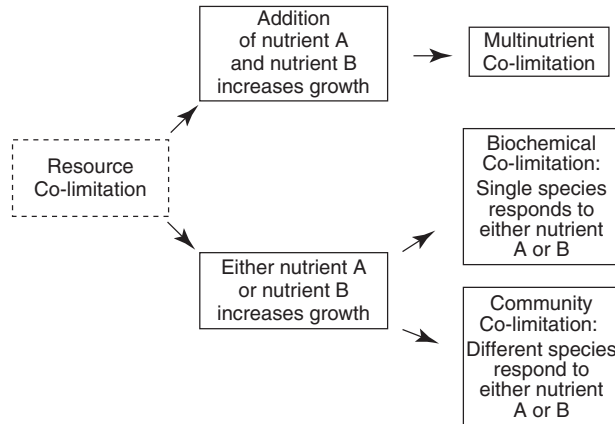 Resource
Co-limitation
Addition
of nutrient A
and nutrient B
increases growth
Multinutrient
Co-limitation
Either nutrient A
or nutrient B
increases growth
Biochemical
Co-limitation:
Single species
responds to
either nutrient
A or B
Community
Co-limitation:
Different species
respond to
either nutrient
A or B